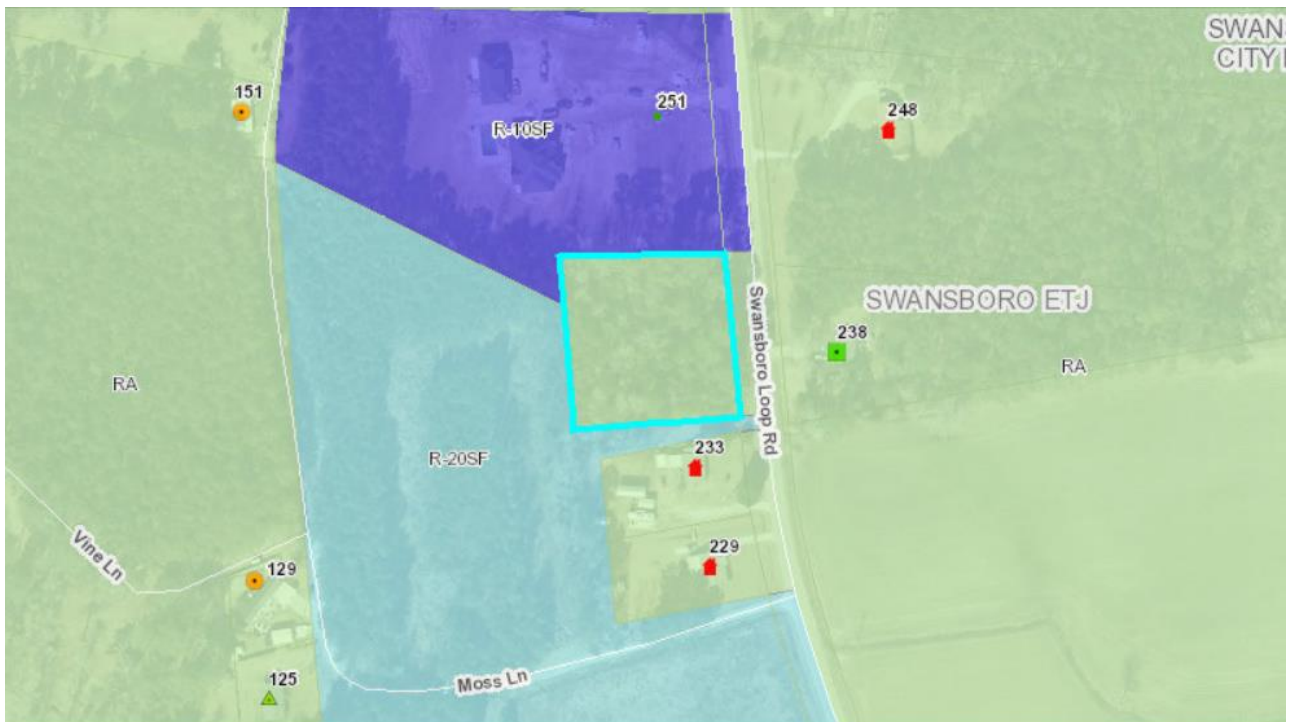 SWAN
CITY
151
251
248
R-10SF
SWANSBORO ETJ
Swansboro Loop Rd
238
RA
RA
233
R-20SF
229
Vine Ln
129
Moss Ln
125